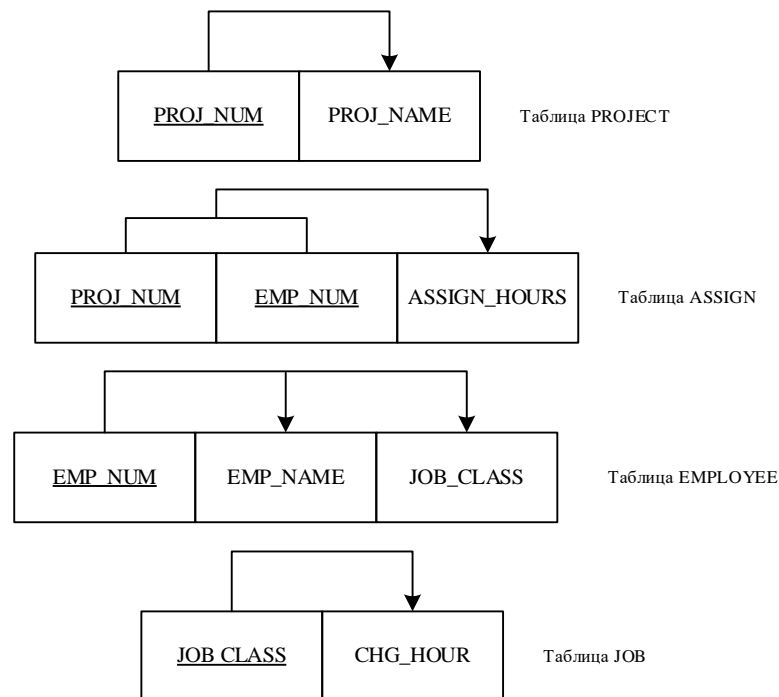 PROJ_NUM PROJ_NAME Таблица PROJECT
PROJ_NUM EMP_NUM ASSIGN_HOURS Таблица ASSIGN
EMP_NUM EMP_NAME JOB_CLASS Таблица EMPLOYEE
JOB CLASS CHG_HOUR Таблица JOB